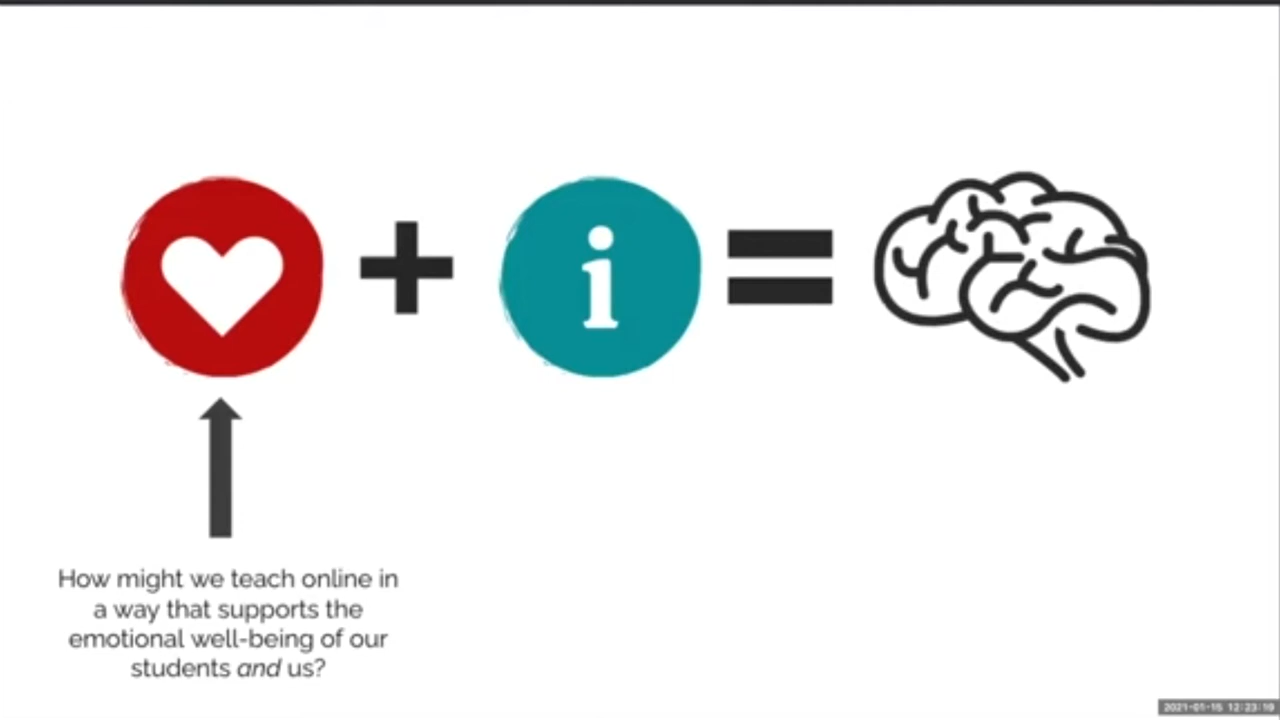 +
i
=
How might we teach online in
a way that supports the
emotional well-being of our
students and us?
2021-01-15 12:23:19